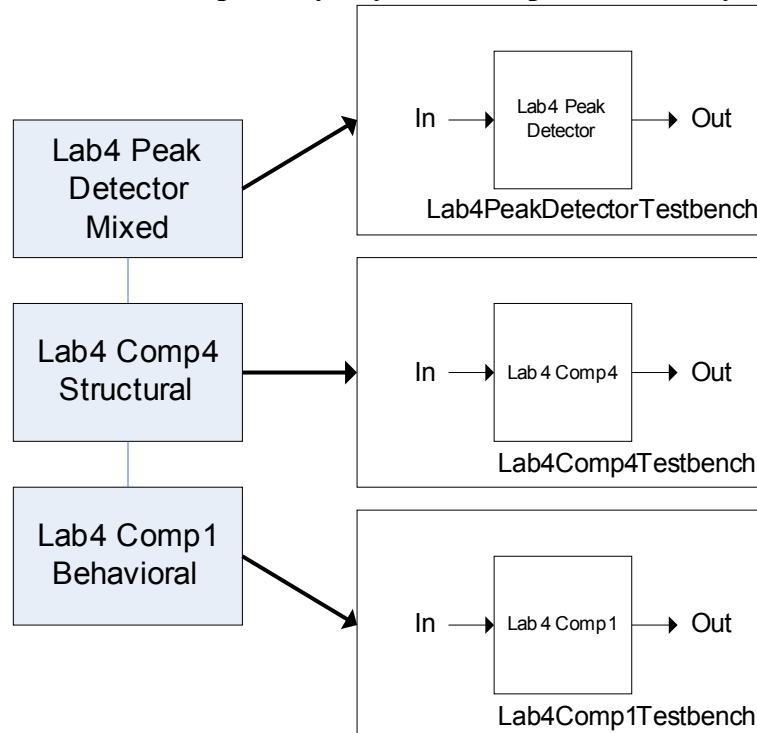 Lab4 Peak
Detector
Mixed
In
Lab4 Peak
Detector
Out
Lab4PeakDetectorTestbench
Lab4 Comp4
Structural
In
Lab 4 Comp4
Out
Lab4Comp4Testbench
Lab4 Comp1
Behavioral
In
Lab 4 Comp1
Out
Lab4Comp1Testbench